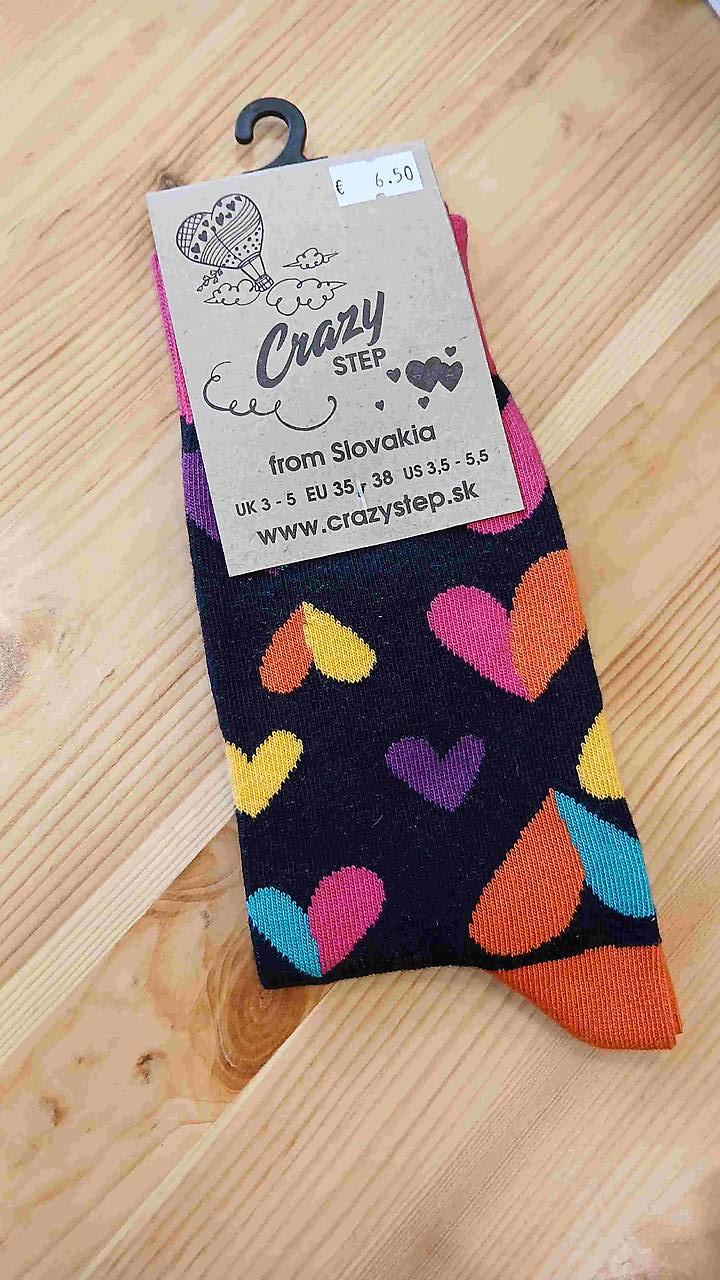 € 6.50
Crazy
STEP
from Slovakia
UK 3 - 5 EU 35 - 38 US 3,5 - 5,5
www.crazystep.sk